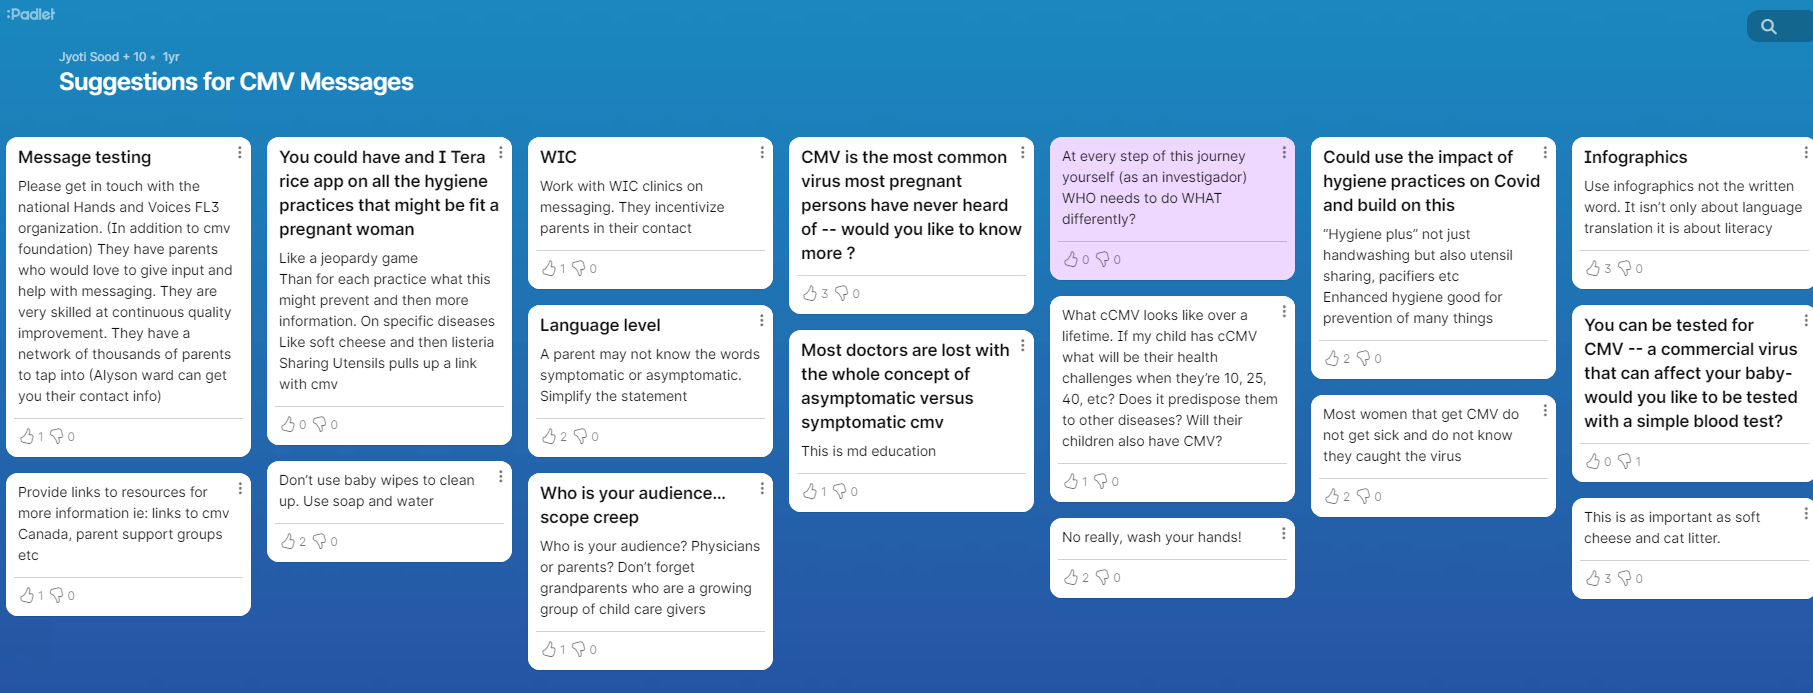 :Padlet
Jyoti Sood + 10 • 1yr
Suggestions for CMV Messages
Message testing
Please get in touch with the
national Hands and Voices FL3
organization. (In addition to cmv
foundation) They have parents
who would love to give input and
help with messaging. They are
very skilled at continuous quality
improvement. They have a
network of thousands of parents
to tap into (Alyson ward can get
you their contact info)
1 0
Provide links to resources for
more information ie: links to cmv
Canada, parent support groups
etc
1 0
You could have and I Tera
rice app on all the hygiene
practices that might be fit a
pregnant woman
Like a jeopardy game
Than for each practice what this
might prevent and then more
information. On specific diseases
Like soft cheese and then listeria
Sharing Utensils pulls up a link
with cmv
0 0
Don’t use baby wipes to clean
up. Use soap and water
2 0
WIC
Work with WIC clinics on
messaging. They incentivize
parents in their contact
1 0
Language level
A parent may not know the words
symptomatic or asymptomatic.
Simplify the statement
2 0
Who is your audience...
scope creep
Who is your audience? Physicians
or parents? Don’t forget
grandparents who are a growing
group of child care givers
1 0
CMV is the most common
virus most pregnant
persons have never heard
of -- would you like to know
more ?
3 0
Most doctors are lost with
the whole concept of
asymptomatic versus
symptomatic cmv
This is md education
1 0
At every step of this journey
yourself (as an investigador)
WHO needs to do WHAT
differently?
0 0
What cCMV looks like over a
lifetime. If my child has cCMV
what will be their health
challenges when they’re 10, 25,
40, etc? Does it predispose them
to other diseases? Will their
children also have CMV?
1 0
No really, wash your hands!
2 0
Could use the impact of
hygiene practices on Covid
and build on this
“Hygiene plus” not just
handwashing but also utensil
sharing, pacifiers etc
Enhanced hygiene good for
prevention of many things
2 0
Most women that get CMV do
not get sick and do not know
they caught the virus
2 0
Infographics
Use infographics not the written
word. It isn’t only about language
translation it is about literacy
3 0
You can be tested for
CMV -- a commercial virus
that can affect your baby-
would you like to be tested
with a simple blood test?
0 1
This is as important as soft
cheese and cat litter.
3 0